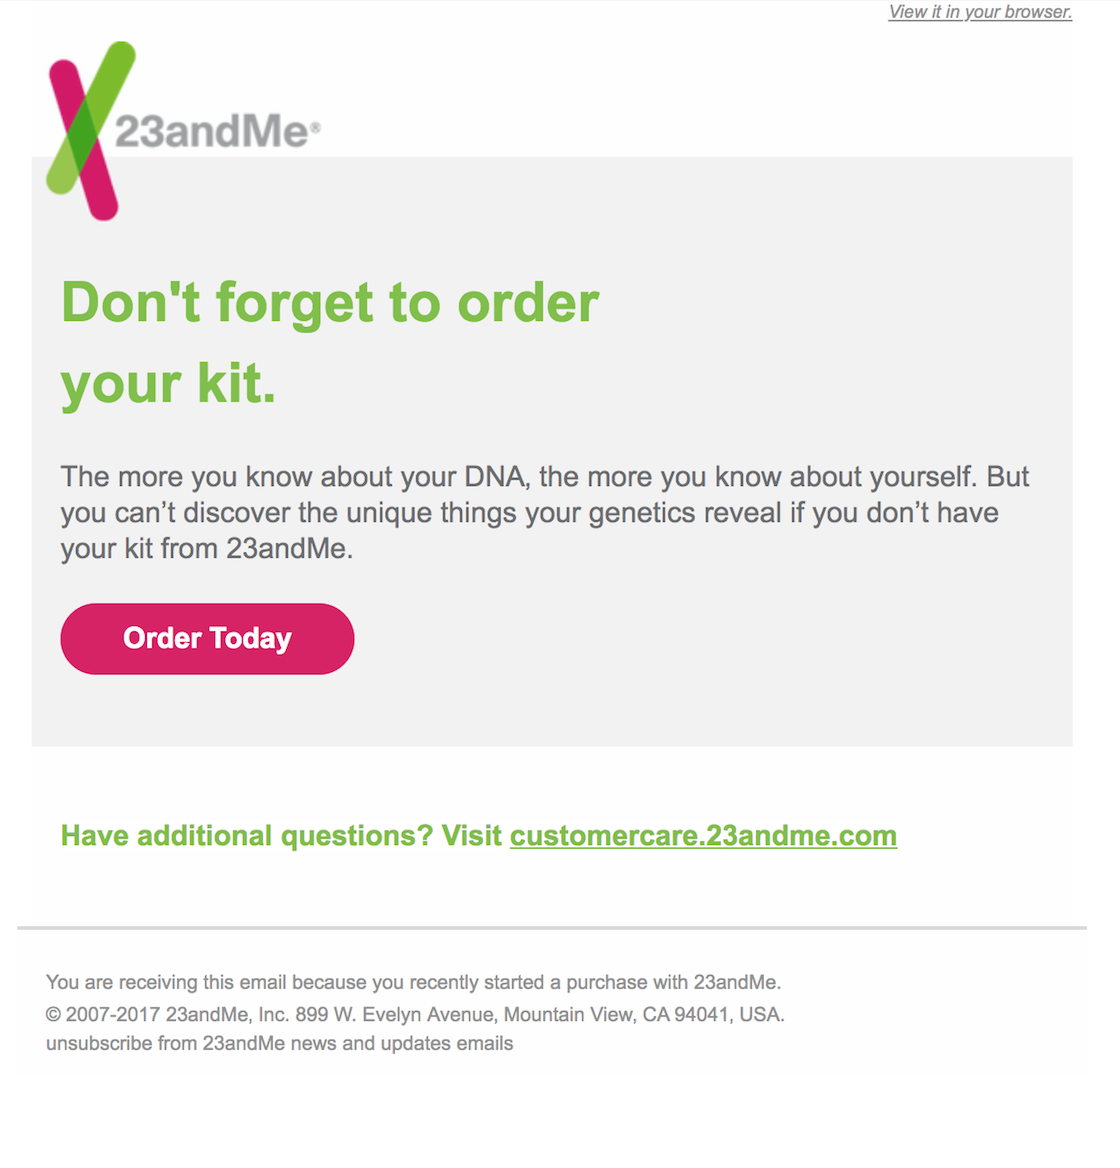 View it in your browser.
23andMe®
Don't forget to order
your kit.
The more you know about your DNA, the more you know about yourself. But
you can’t discover the unique things your genetics reveal if you don’t have
your kit from 23andMe.
Order Today
Have additional questions? Visit customercare.23andme.com
You are receiving this email because you recently started a purchase with 23andMe.
© 2007-2017 23andMe, Inc. 899 W. Evelyn Avenue, Mountain View, CA 94041, USA.
unsubscribe from 23andMe news and updates emails